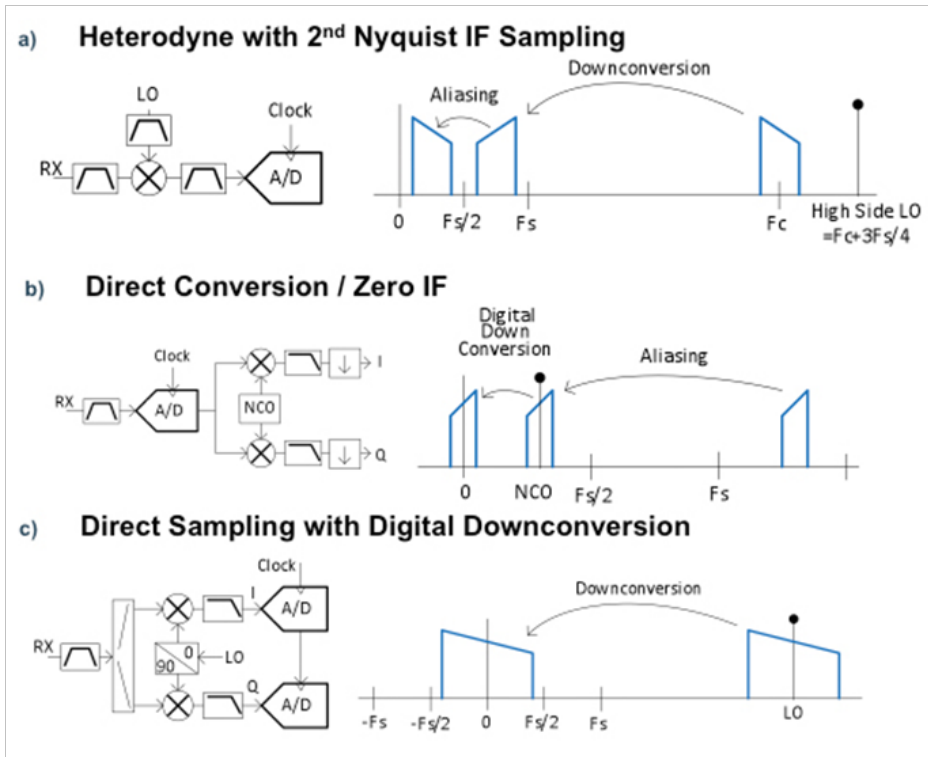 a) Heterodyne with 2nd Nyquist IF Sampling
LO
Clock
RX
A/D
Aliasing
Downconversion
0
Fs/2
Fs
Fc
High Side LO
=Fc+3Fs/4
b) Direct Conversion / Zero IF
Clock
RX
A/D
NCO
I
Q
Digital
Down
Conversion
Aliasing
0
NCO
Fs/2
Fs
c) Direct Sampling with Digital Downconversion
Clock
I
A/D
RX
0
90
LO
Q
A/D
Downconversion
-Fs
-Fs/2
0
Fs/2
Fs
LO